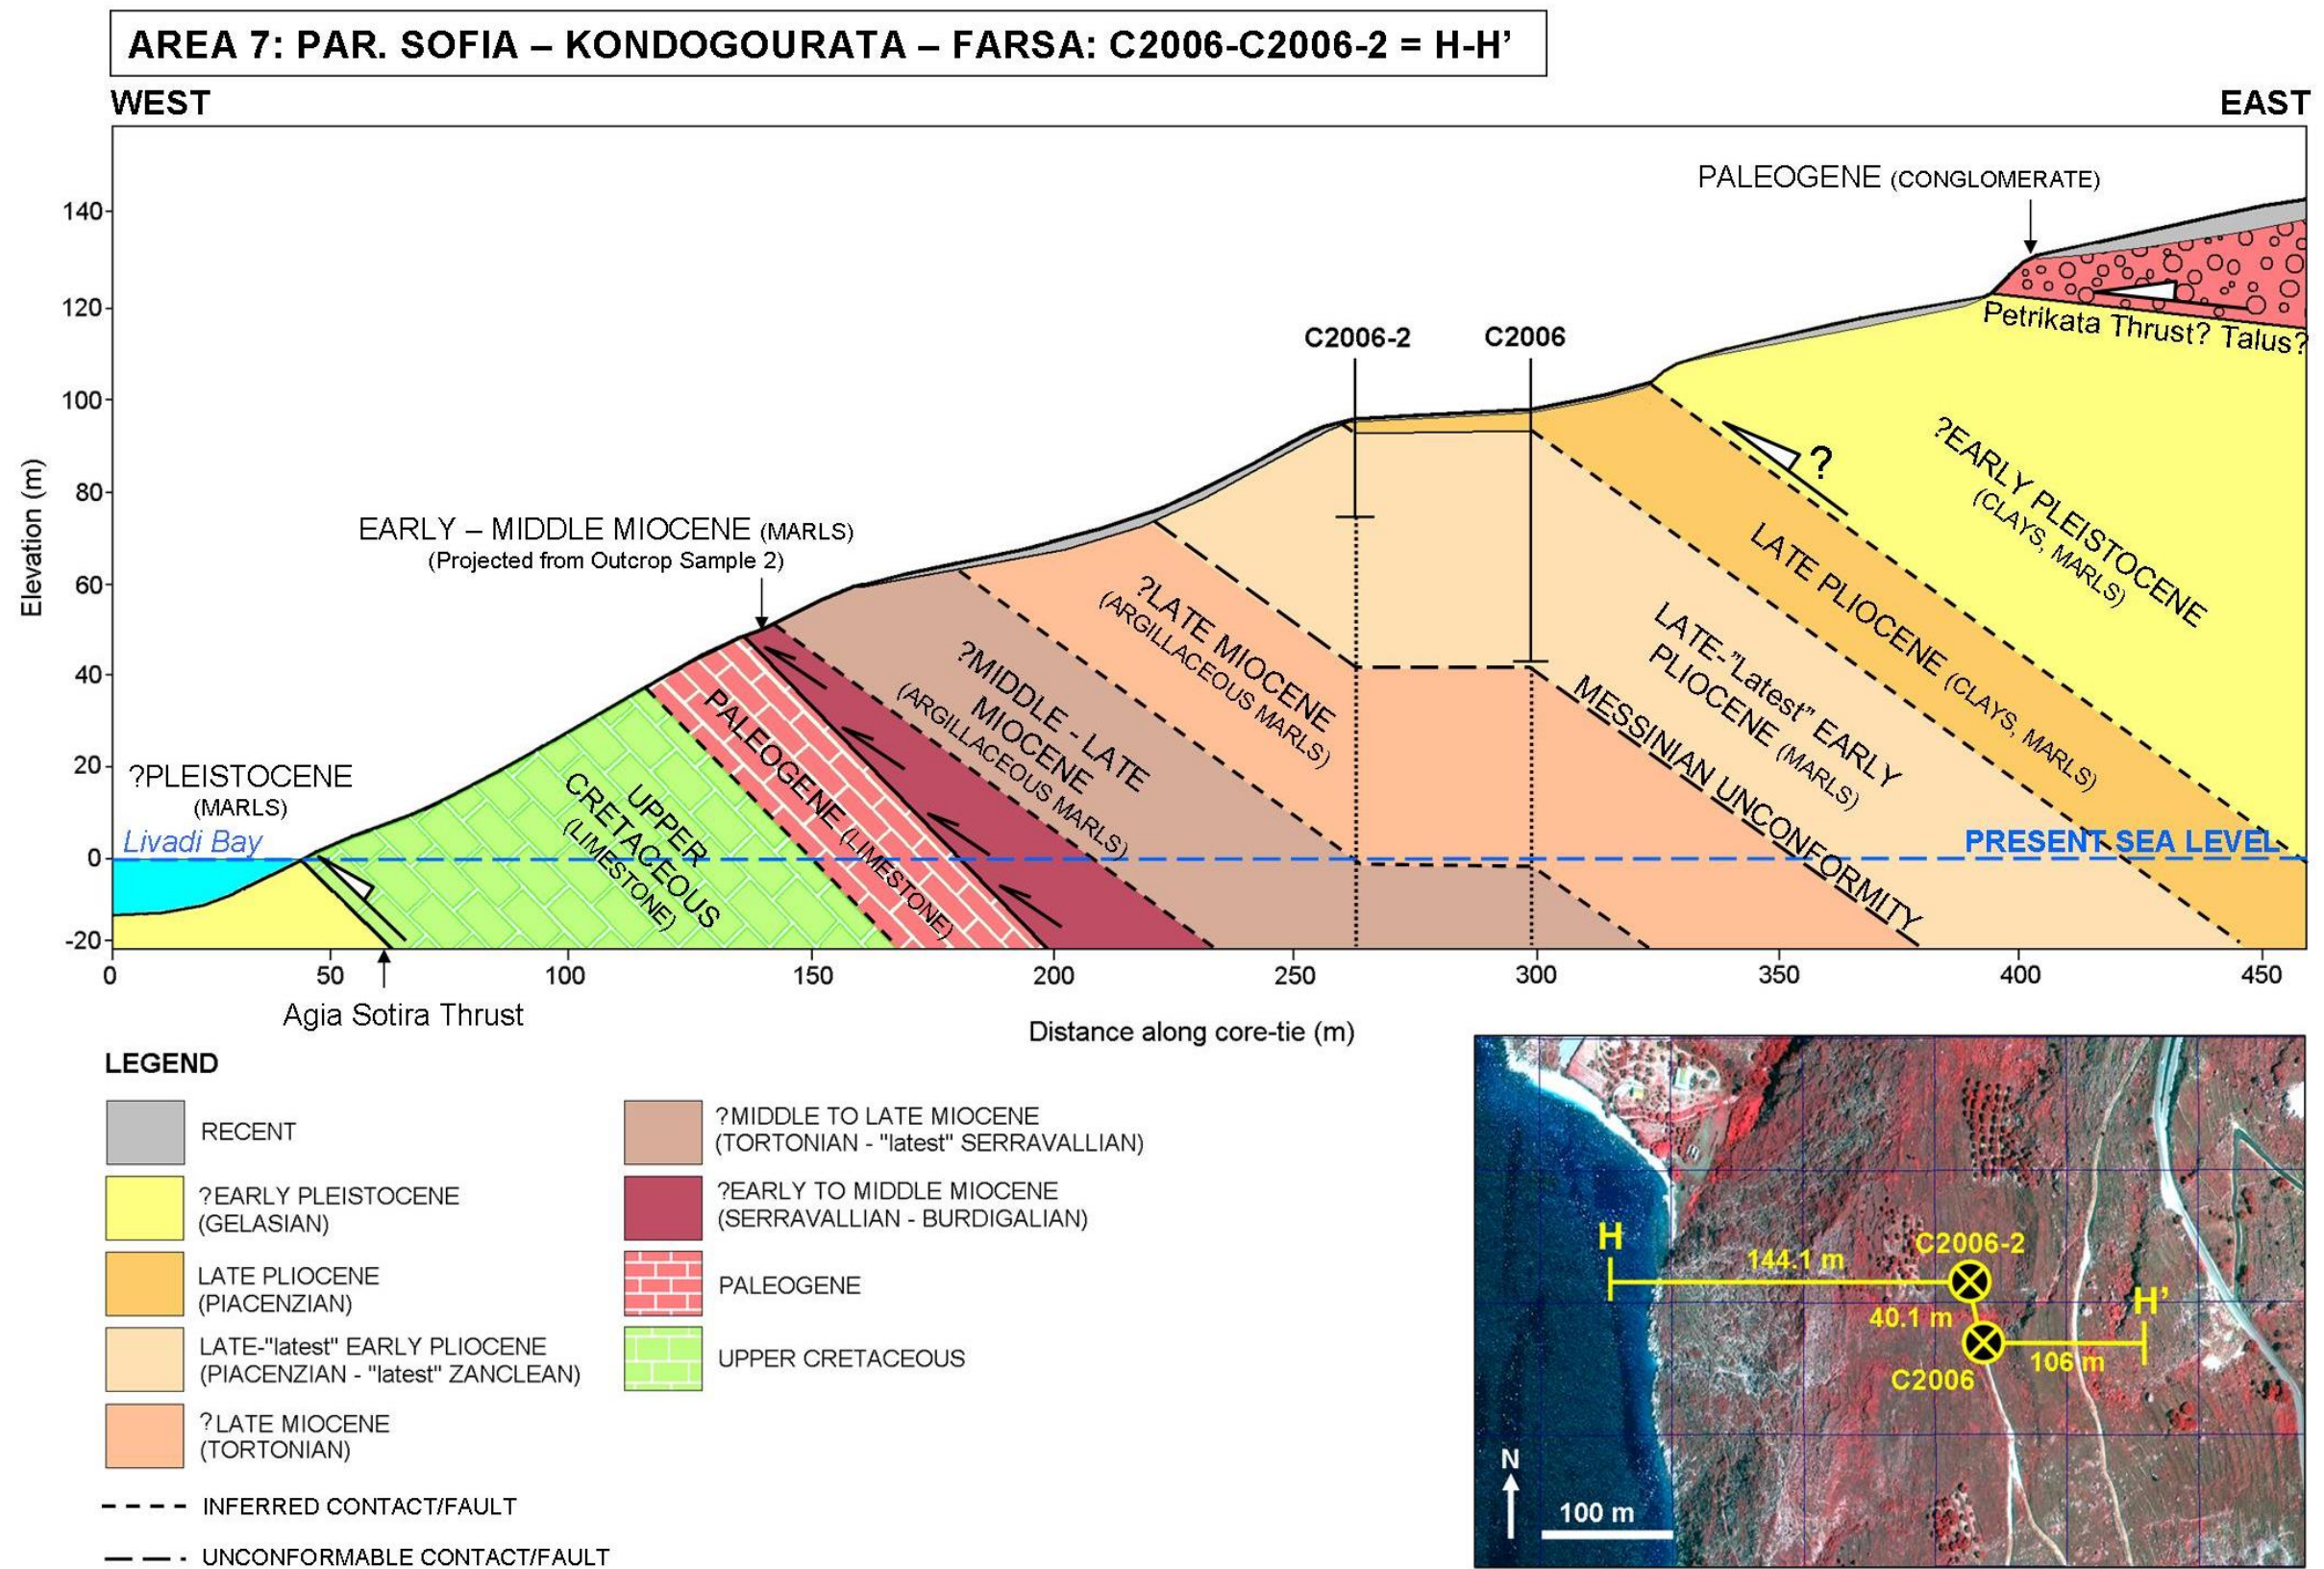 AREA 7: PAR. SOFIA – KONDOGOURATA – FARSA: C2006-C2006-2 = H-H’
WEST
EAST
PALEOGENE (CONGLOMERATE)
140
120
100
80
60
40
20
0
-20
Elevation (m)
Petrikata Thrust? Talus?
C2006-2
C2006
?
?EARLY PLEISTOCENE
(CLAYS, MARLS)
EARLY – MIDDLE MIOCENE (MARLS)
(Projected from Outcrop Sample 2)
LATE PLIOCENE (CLAYS, MARLS)
?LATE MIOCENE
(ARGILLACEOUS MARLS)
LATE-"Latest" EARLY
PLIOCENE (MARLS)
?MIDDLE - LATE
MIOCENE
(ARGILLACEOUS MARLS)
MESSINIAN UNCONFORMITY
PALEOGENE (LIMESTONE)
UPPER
CRETACEOUS
(LIMESTONE)
?PLEISTOCENE
(MARLS)
Livadi Bay
PRESENT SEA LEVEL
0
50
100
150
200
250
300
350
400
450
Agia Sotira Thrust
Distance along core-tie (m)
LEGEND
RECENT
?EARLY PLEISTOCENE
(GELASIAN)
LATE PLIOCENE
(PIACENZIAN)
LATE-"latest" EARLY PLIOCENE
(PIACENZIAN - "latest" ZANCLEAN)
?LATE MIOCENE
(TORTONIAN)
INFERRED CONTACT/FAULT
UNCONFORMABLE CONTACT/FAULT
?MIDDLE TO LATE MIOCENE
(TORTONIAN - "latest" SERRAVALLIAN)
?EARLY TO MIDDLE MIOCENE
(SERRAVALLIAN - BURDIGALIAN)
PALEOGENE
UPPER CRETACEOUS
H
144.1 m
C2006-2
40.1 m
H’
106 m
C2006
N
100 m